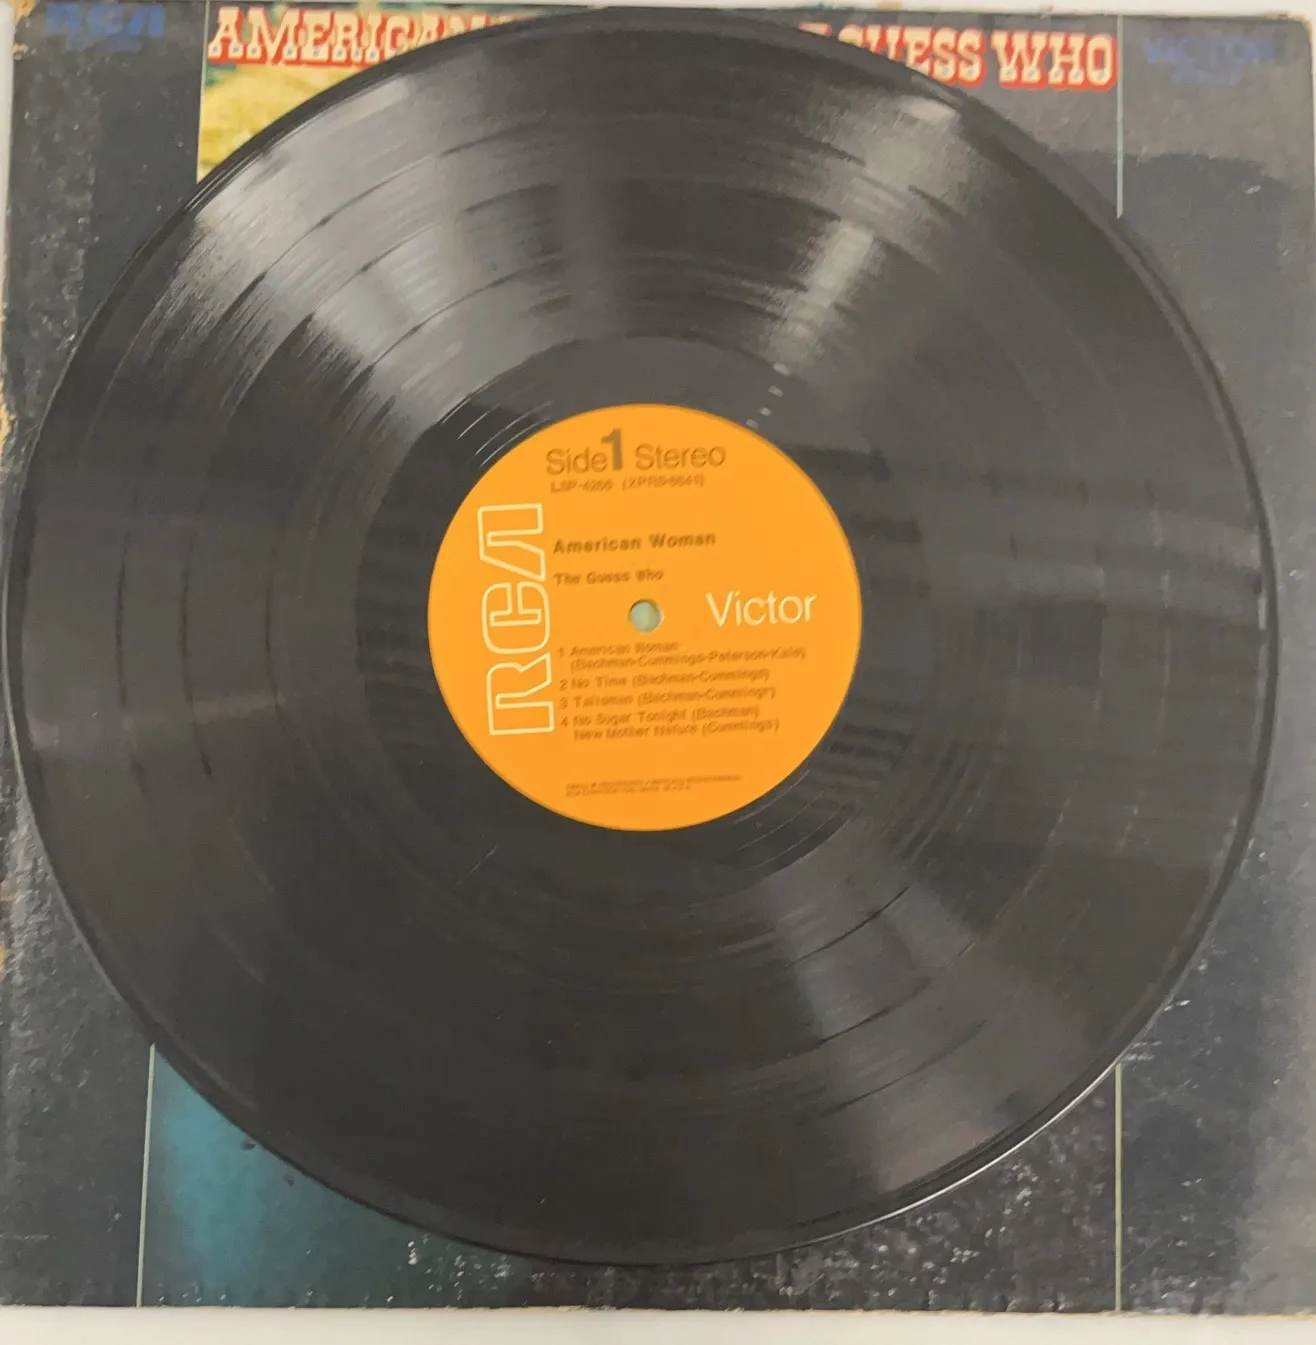 RCA
AMERICAN
GUESS WHO
VICTOR
Side 1 Stereo
LSP-4266 (XPRS-6641)
American Woman
The Guess Who
RCA
Victor
1 American Woman
(Bachman-Cummings-Peterson-Kale)
2 No Time (Bachman-Cummings)
3 Talisman (Bachman-Cummings)
4 No Sugar Tonight (Bachman)
New Mother Nature (Cummings)